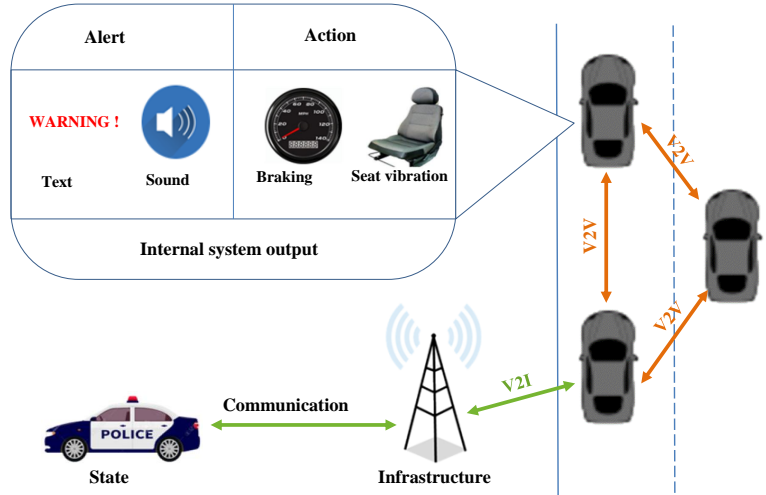 Alert
Action
WARNING !
Text
Sound
Braking
Seat vibration
Internal system output
V2V
V2V
V2V
V2I
Communication
POLICE
State
Infrastructure